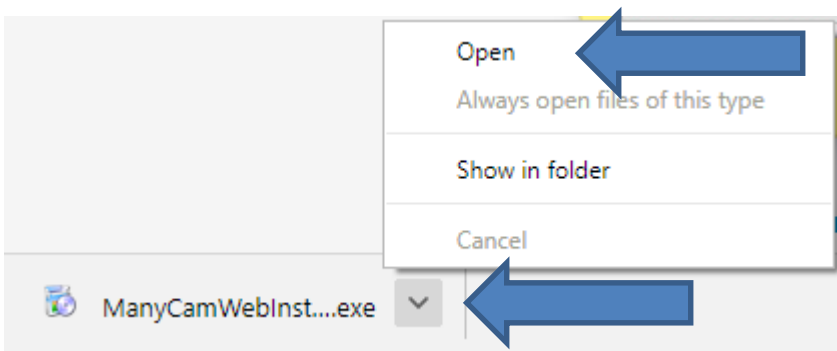 Open
Always open files of this type
Show in folder
Cancel
ManyCamWebInst....exe